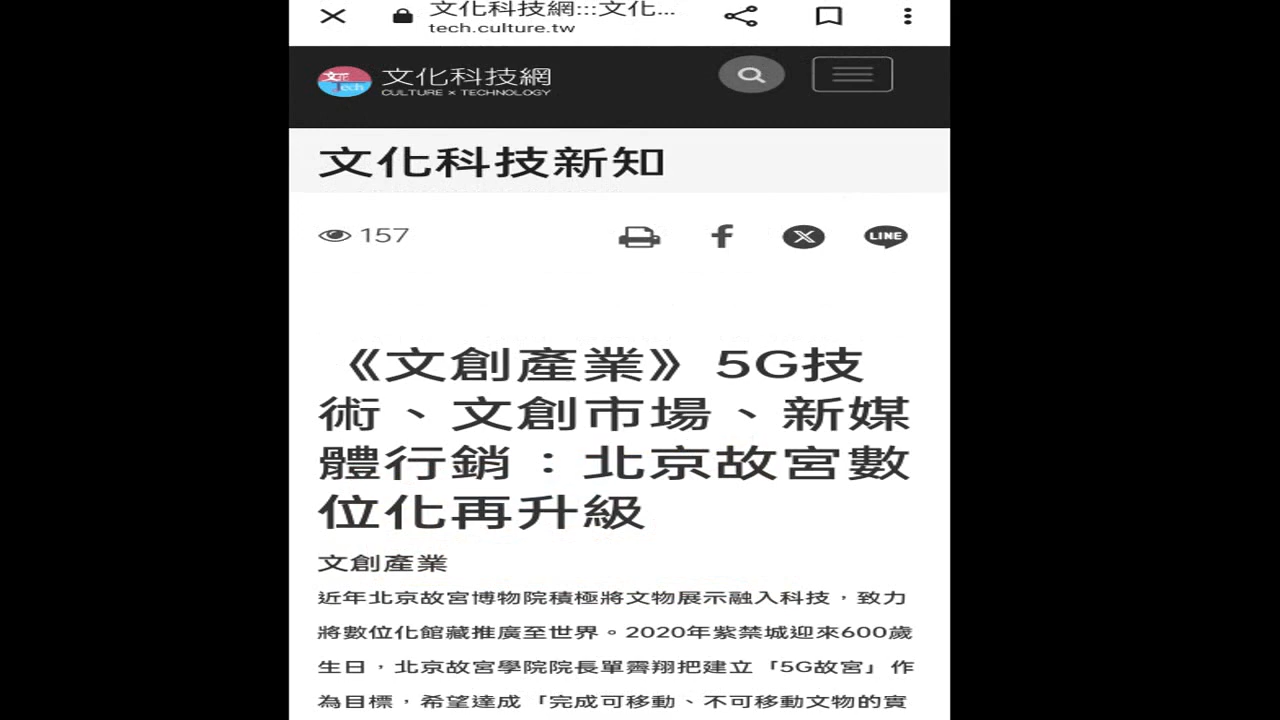 文化科技網:::文化...
tech.culture.tw
文化 Tech
文化科技網
CULTURE × TECHNOLOGY
文化科技新知
157
LINE
《文創產業》5G技
術、文創市場、新媒
體行銷：北京故宮數
位化再升級
文創產業
近年北京故宮博物院積極將文物展示融入科技，致力
將數位化館藏推廣至世界。2020年紫禁城迎來600歲
生日，北京故宮學院院長單霽翔把建立「5G故宮」作
為目標，希望達成「完成可移動、不可移動文物的實